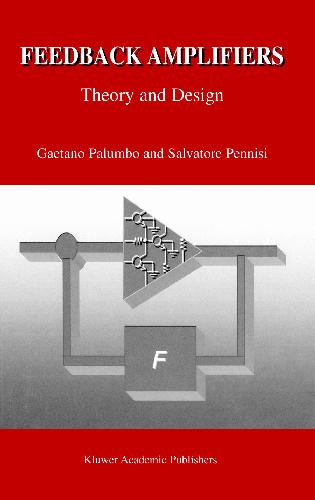 FEEDBACK AMPLIFIERS
Theory and Design
Gaetano Palumbo and Salvatore Pennisi
F
Kluwer Academic Publishers